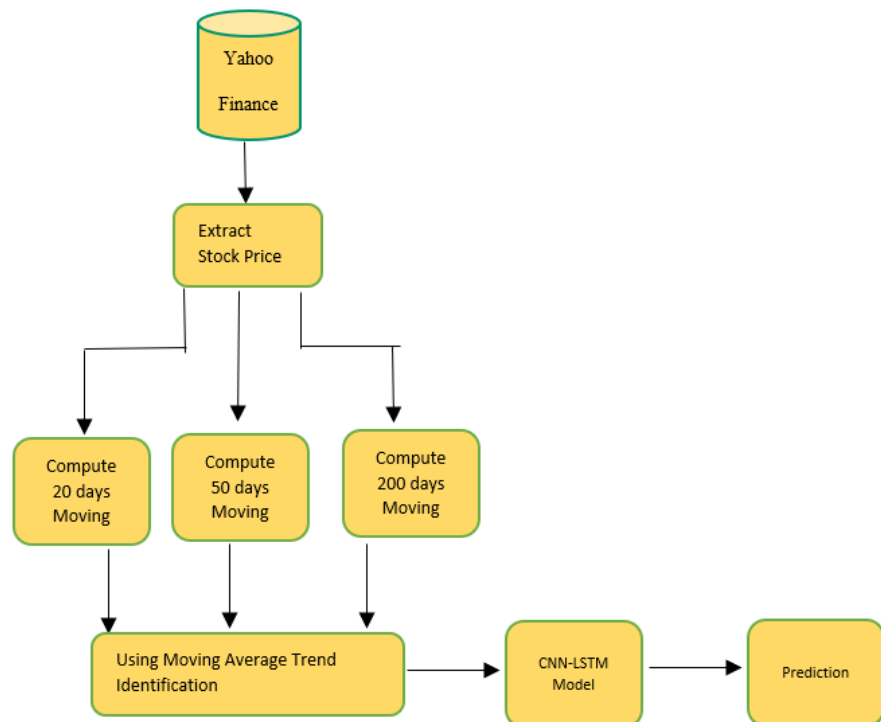 Yahoo
Finance
Extract
Stock Price
Compute
20 days
Moving
Compute
50 days
Moving
Compute
200 days
Moving
Using Moving Average Trend
Identification
CNN-LSTM
Model
Prediction